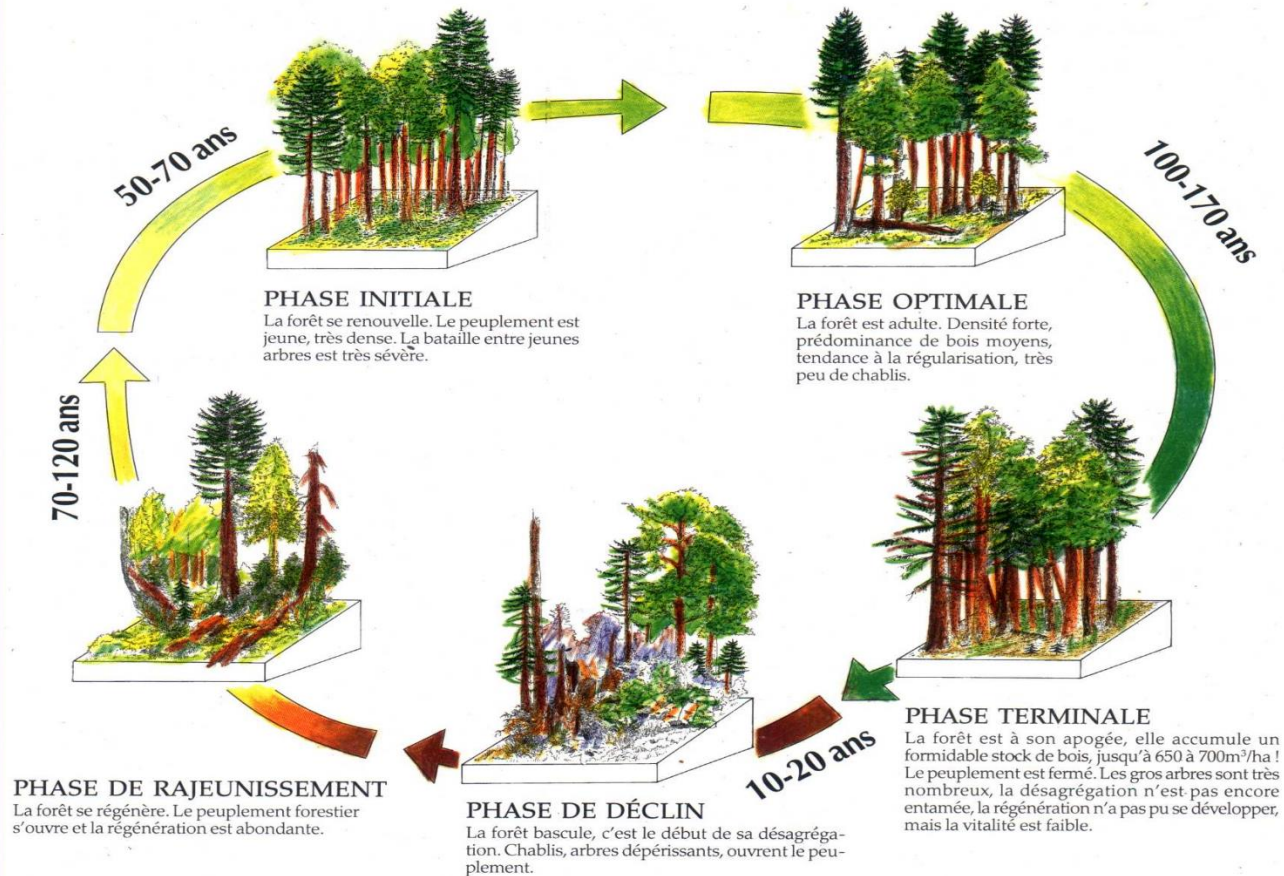 50-70 ans
PHASE INITIALE
La forêt se renouvelle. Le peuplement est
jeune, très dense. La bataille entre jeunes
arbres est très sévère.
PHASE OPTIMALE
La forêt est adulte. Densité forte,
prédominance de bois moyens,
tendance à la régularisation, très
peu de chablis.
100-170 ans
PHASE TERMINALE
La forêt est à son apogée, elle accumule un
formidable stock de bois, jusqu'à 650 à 700m³/ha !
Le peuplement est fermé. Les gros arbres sont très
nombreux, la désagrégation n'est pas encore
entamée, la régénération n'a pas pu se développer,
mais la vitalité est faible.
10-20 ans
PHASE DE DÉCLIN
La forêt bascule, c'est le début de sa désagréga-
tion. Chablis, arbres dépérissants, ouvrent le peu-
plement.
PHASE DE RAJEUNISSEMENT
La forêt se régénère. Le peuplement forestier
s'ouvre et la régénération est abondante.
70-120 ans